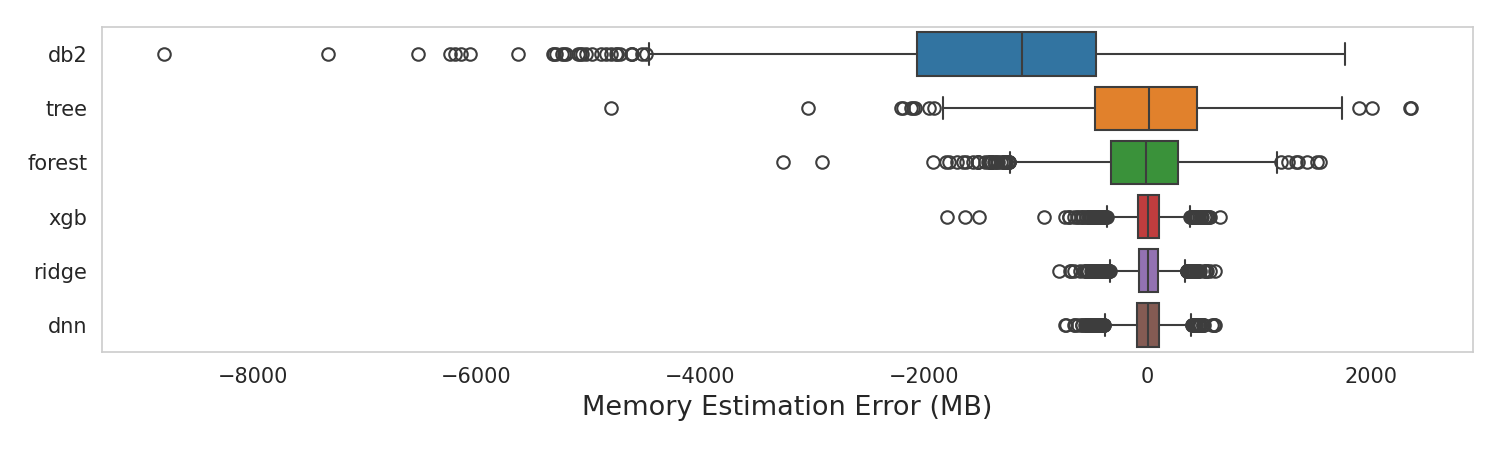 db2
tree
forest
xgb
ridge
dnn
−8000 −6000 −4000 −2000 0 2000
Memory Estimation Error (MB)